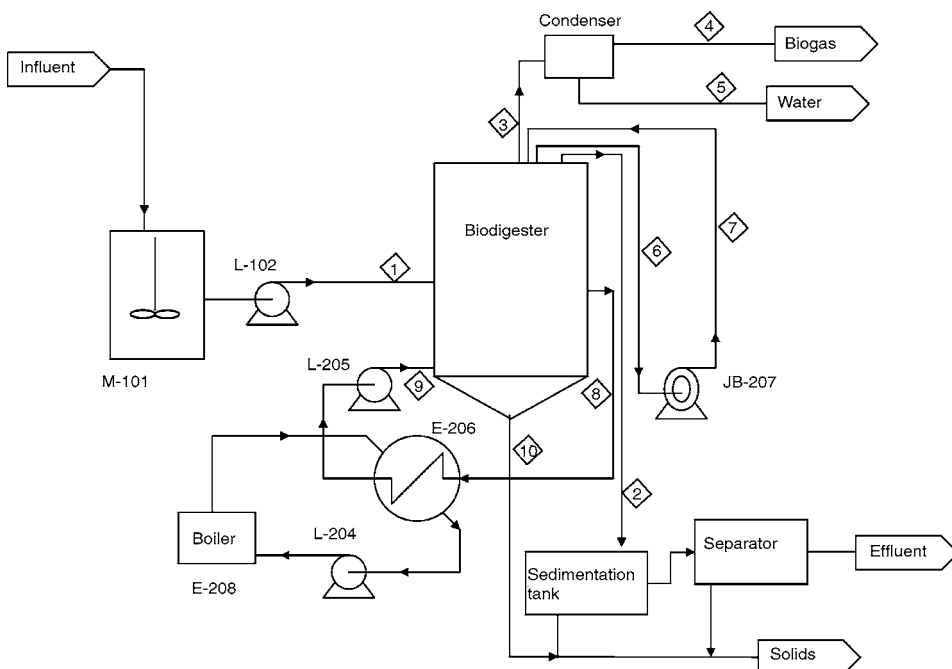 Condenser
4
Biogas
Influent
5
Water
3
Biodigester
7
6
L-102
1
M-101
L-205
9
8
JB-207
E-206
10
2
Boiler
L-204
Separator
Effluent
Sedimentation
tank
E-208
Solids